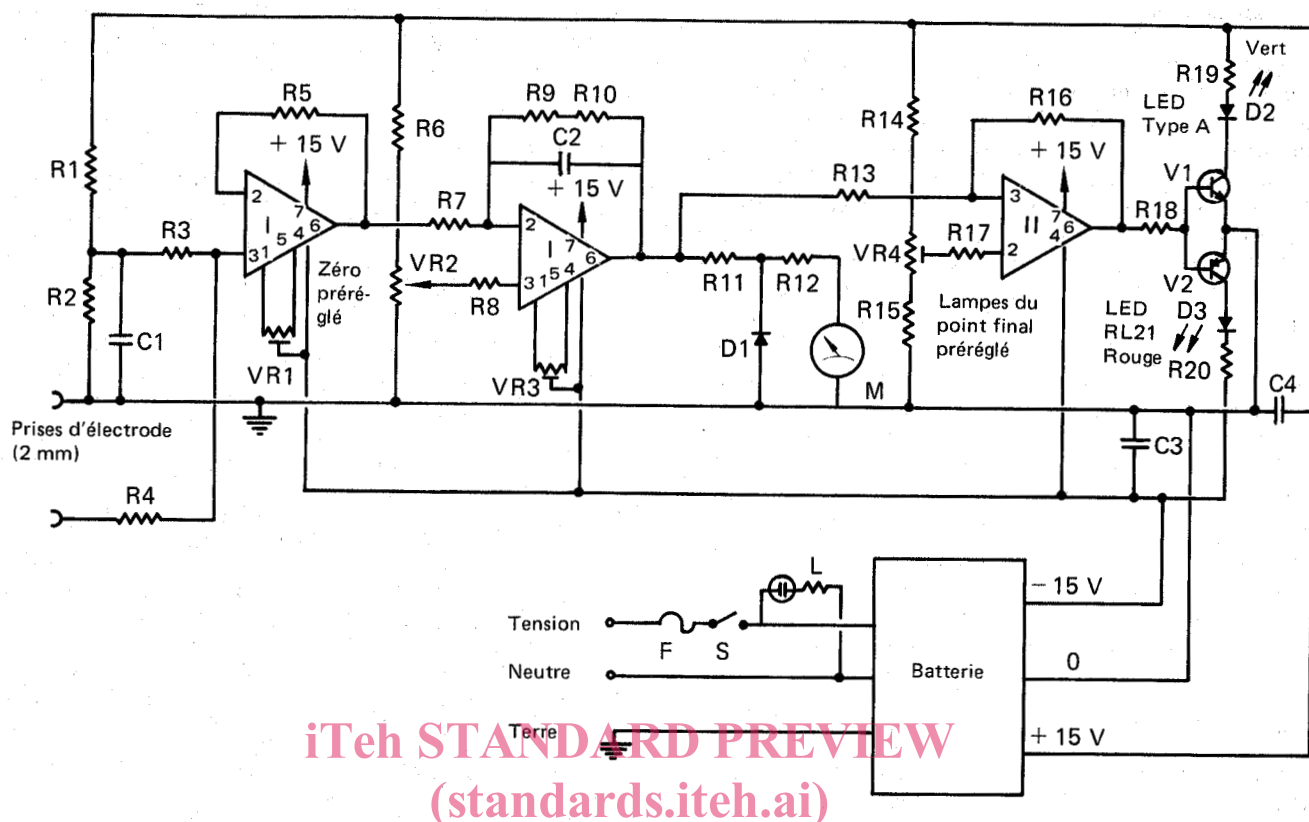 Vert
R19
R5
R9 R10
R14
R16
LED
Type A
D2
R6
+ 15 V
C2
+ 15 V
+ 15 V
R1
R13
V1
2
7
I
6
5
4
3 1
R3
R7
2
7
I
6
5
4
3 1
3
7
II
6
4
2
R18
R17
Zéro
préré-
glé
VR2
VR4
R8
R11
R12
V2
R2
R15
Lampes du
point final
préréglé
LED
RL21
Rouge
D3
C1
D1
R20
VR1
VR3
M
C4
Prises d'électrode
(2 mm)
C3
R4
L
− 15 V
Tension
F
S
Neutre
Batterie
0
Terre
+ 15 V
iTeh STANDARD PREVIEW
(standards.iteh.ai)